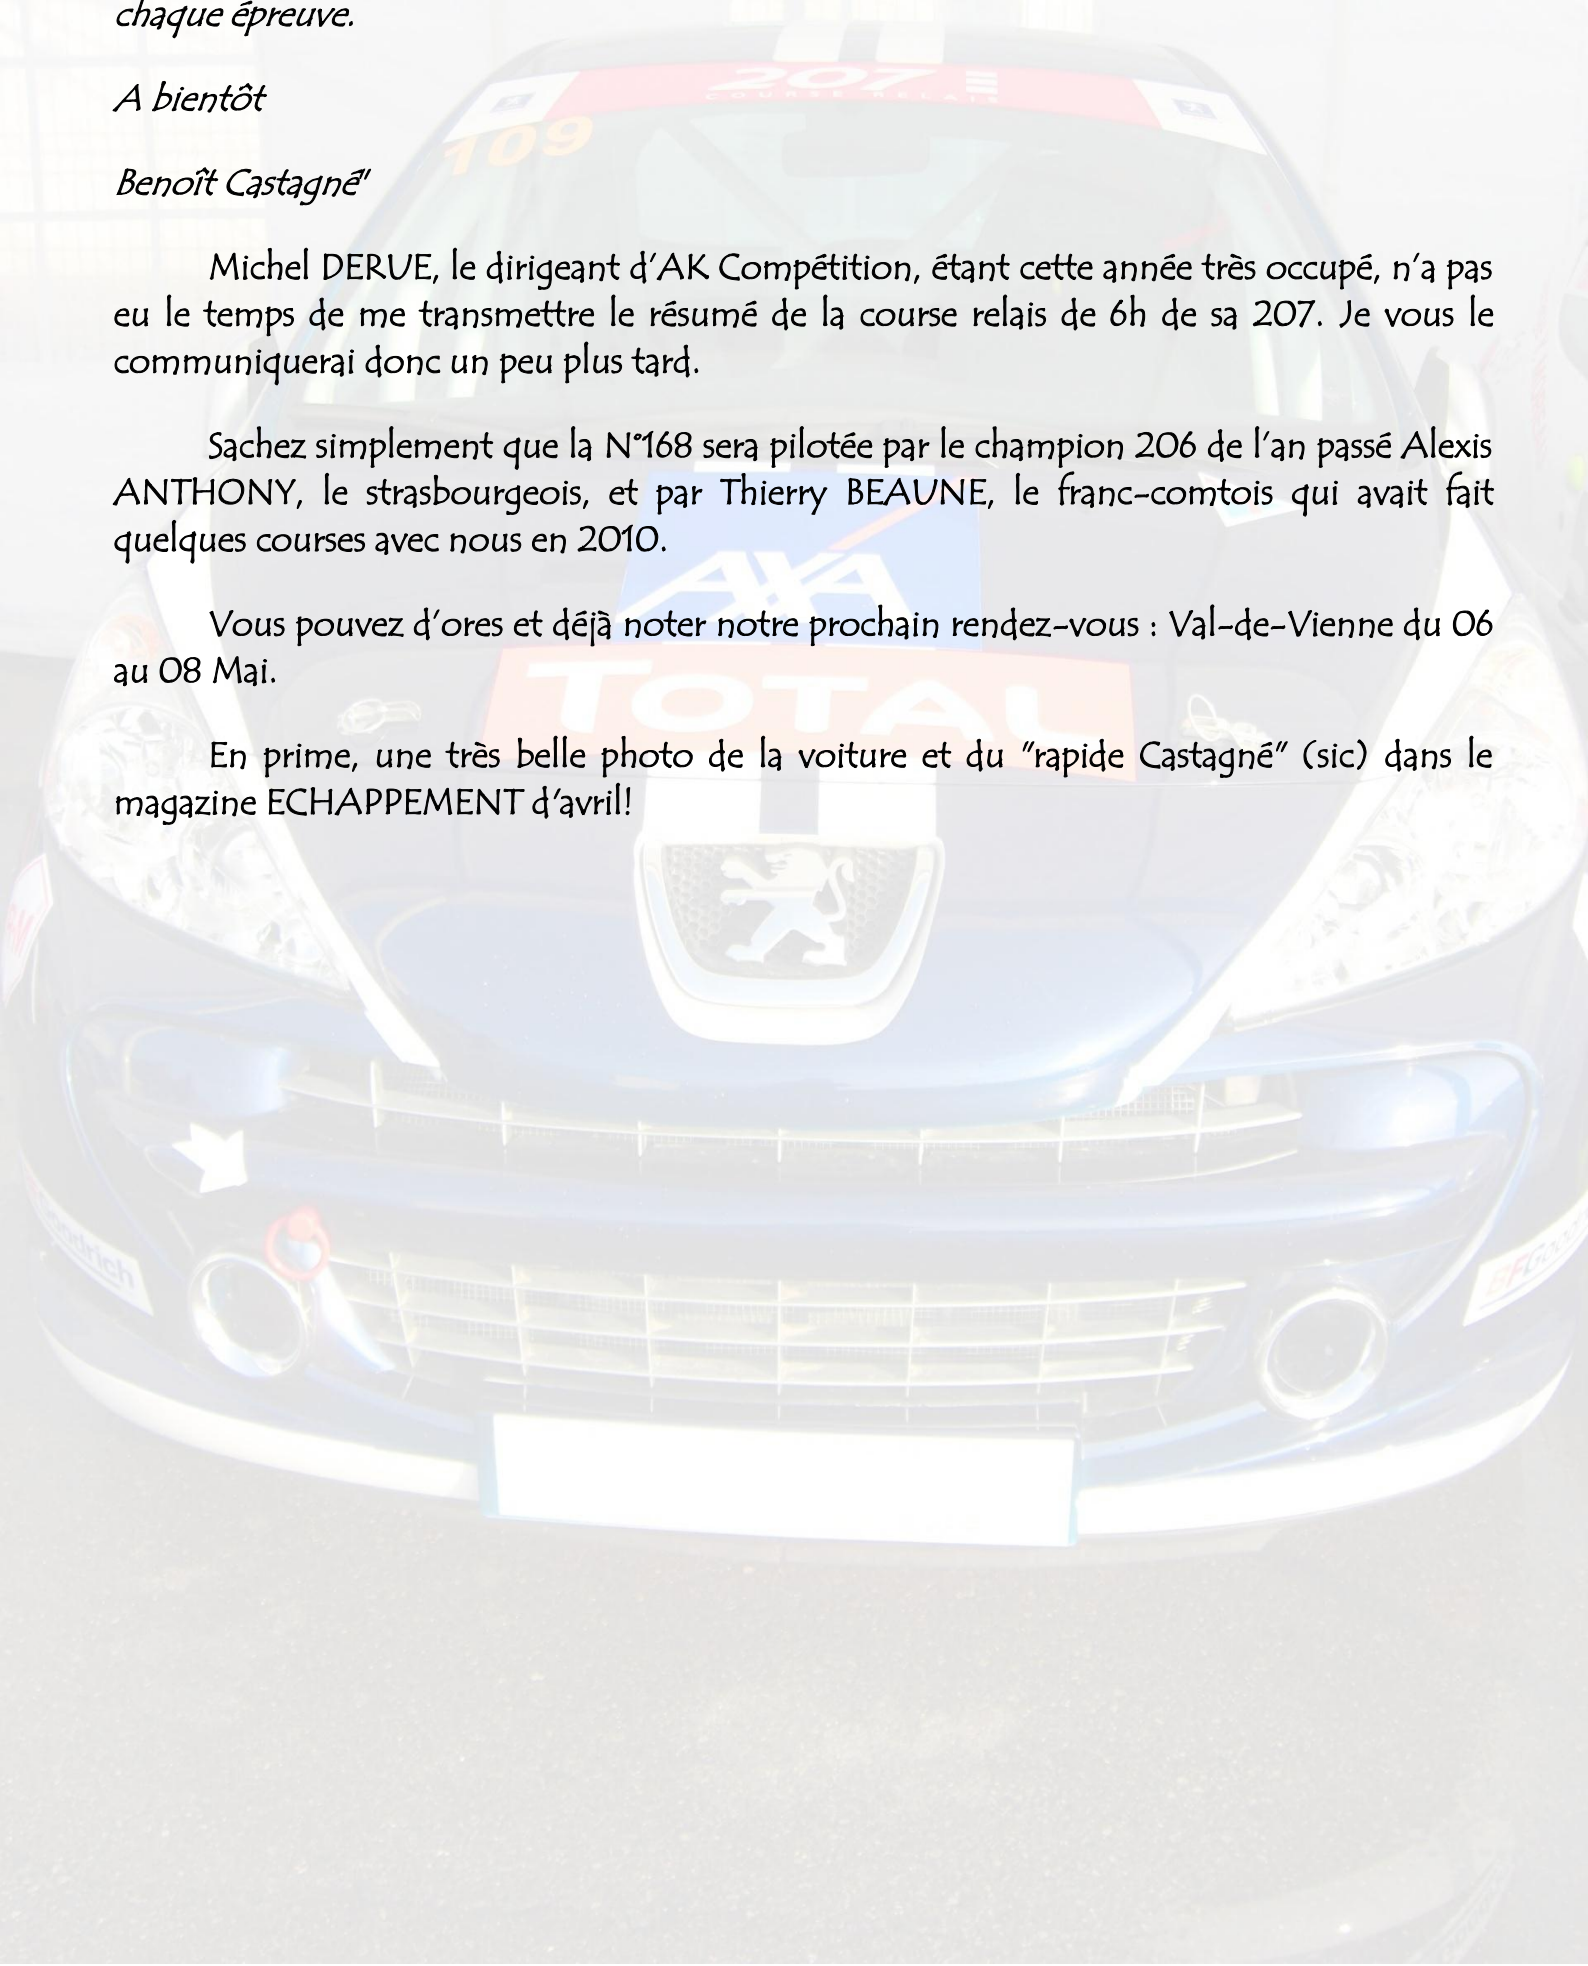 chaque épreuve.
A bientôt
Benoît Castagné"
Michel DERUE, le dirigeant d'AK Compétition, étant cette année très occupé, n'a pas
eu le temps de me transmettre le résumé de la course relais de 6h de sa 207. Je vous le
communiquerai donc un peu plus tard.
Sachez simplement que la N°168 sera pilotée par le champion 206 de l'an passé Alexis
ANTHONY, le strasbourgeois, et par Thierry BEAUNE, le franc-comtois qui avait fait
quelques courses avec nous en 2010.
Vous pouvez d'ores et déjà noter notre prochain rendez-vous : Val-de-Vienne du 06
au 08 Mai.
En prime, une très belle photo de la voiture et du "rapide Castagné" (sic) dans le
magazine ECHAPPEMENT d'avril!
207
COURSE RELAIS
109
AXA
TOTAL